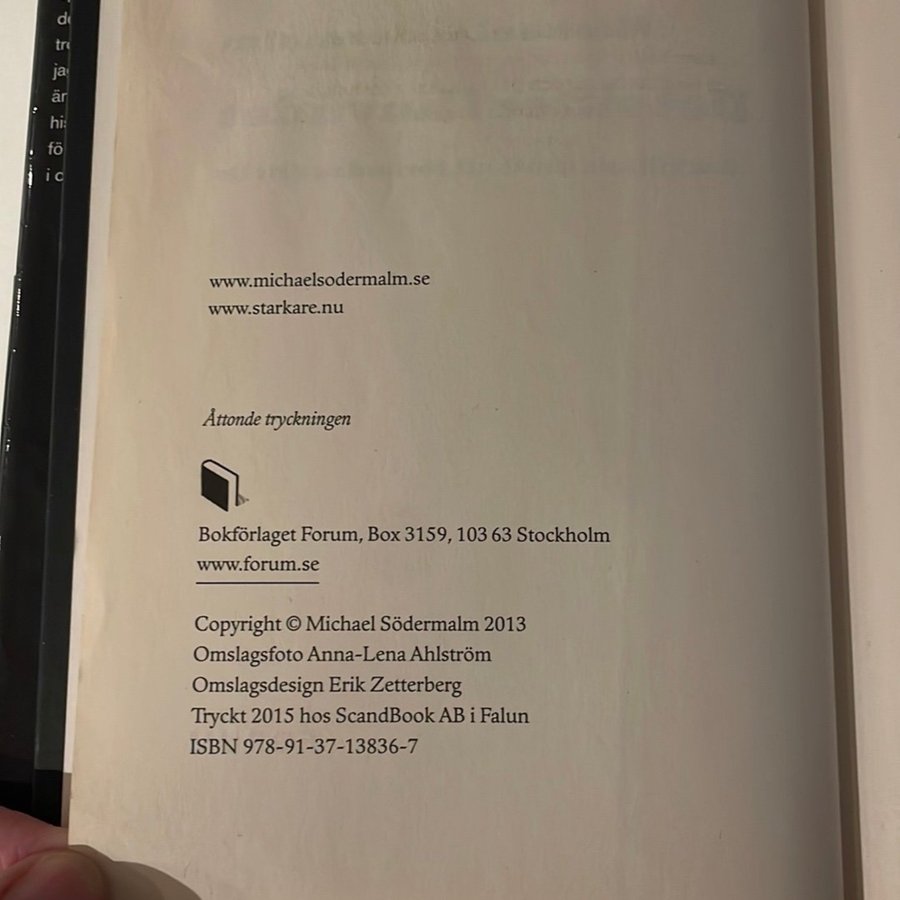 www.michaelsodermalm.se
www.starkare.nu
Åttonde tryckningen
Bokförlaget Forum, Box 3159, 103 63 Stockholm
www.forum.se
Copyright © Michael Södermalm 2013
Omslagsfoto Anna-Lena Ahlström
Omslagsdesign Erik Zetterberg
Tryckt 2015 hos ScandBook AB i Falun
ISBN 978-91-37-13836-7